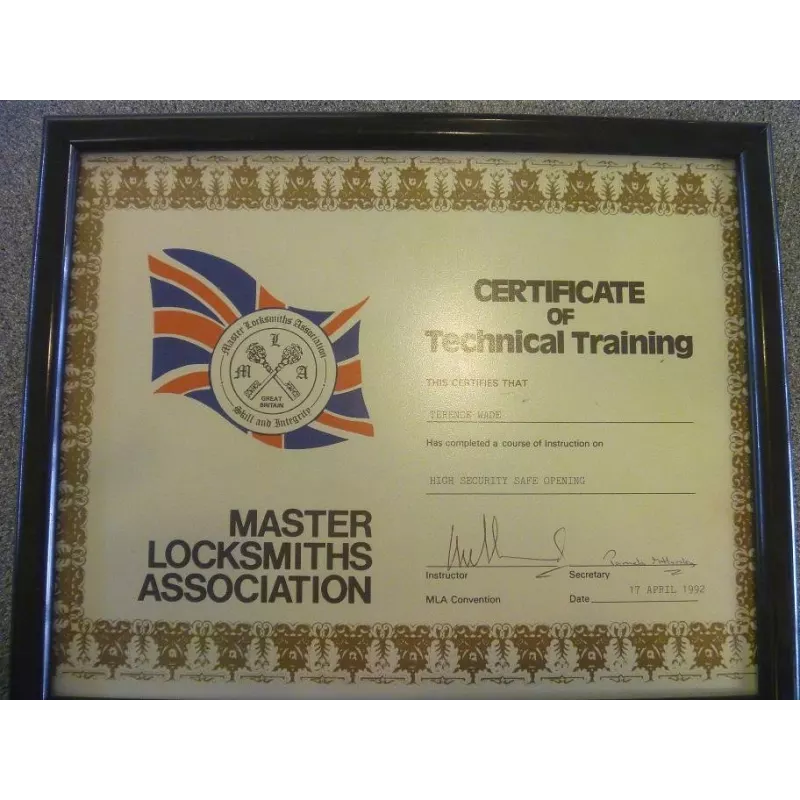 Master Locksmiths Association
L
M A
GREAT
BRITAIN
Skill and Integrity
MASTER
LOCKSMITHS
ASSOCIATION
CERTIFICATE
OF
Technical Training
THIS CERTIFIES THAT
TERENCE WADE
Has completed a course of instruction on
HIGH SECURITY SAFE OPENING
Instructor
Secretary
MLA Convention
Date 17 APRIL 1992